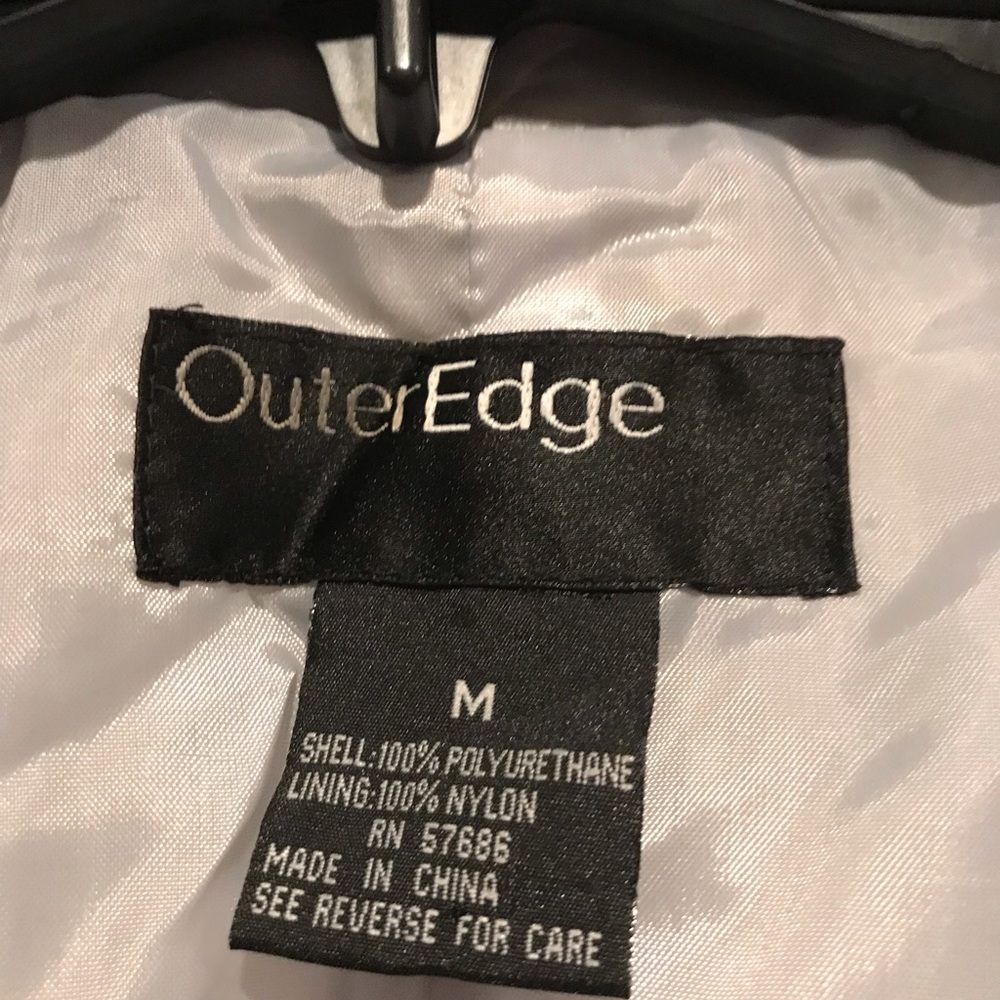 OuterEdge
M
SHELL:100% POLYURETHANE
LINING:100% NYLON
RN 57686
MADE IN CHINA
SEE REVERSE FOR CARE